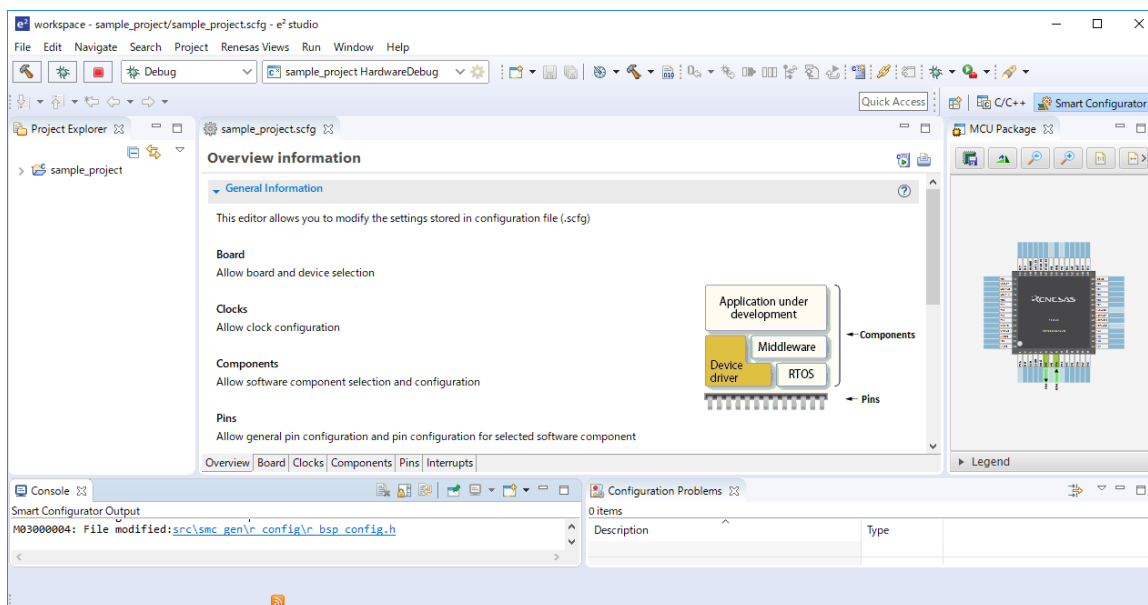 workspace - sample_project/sample_project.scfg - e² studio
File Edit Navigate Search Project Renesas Views Run Window Help
Debug
sample_project HardwareDebug
Quick Access
C/C++
Smart Configurator
Project Explorer
sample_project
sample_project.scfg
Overview information
General Information
This editor allows you to modify the settings stored in configuration file (.scfg)
Board
Allow board and device selection
Clocks
Allow clock configuration
Components
Allow software component selection and configuration
Pins
Allow general pin configuration and pin configuration for selected software component
Application under
development
Middleware
Device
driver
RTOS
Components
Pins
Overview Board Clocks Components Pins Interrupts
MCU Package
RENESAS
Legend
Console
Smart Configurator Output
M03000004: File modified:src\smc_gen\r_config\r_bsp_config.h
Configuration Problems
0 items
Description Type